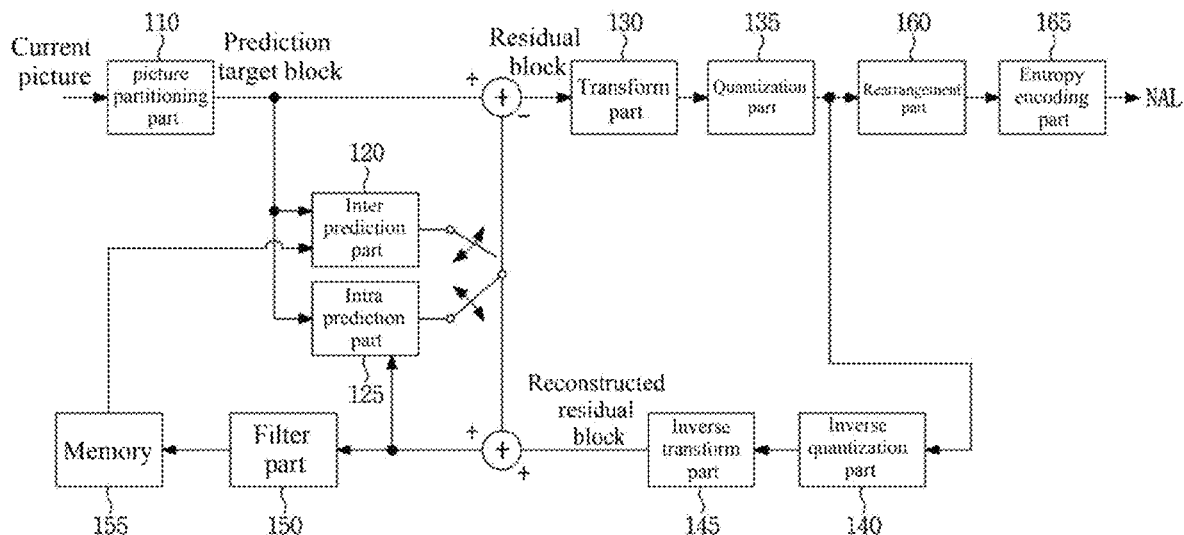 110
130
135
160
165
Current
picture
picture
partitioning
part
Prediction
target block
+
+
−
Residual
block
Transform
part
Quantization
part
Rearrangement
part
Entropy
encoding
part
NAL
120
Inter
prediction
part
Intra
prediction
part
125
Memory
155
Filter
part
150
+
+
+
Reconstructed
residual
block
Inverse
transform
part
145
Inverse
quantization
part
140